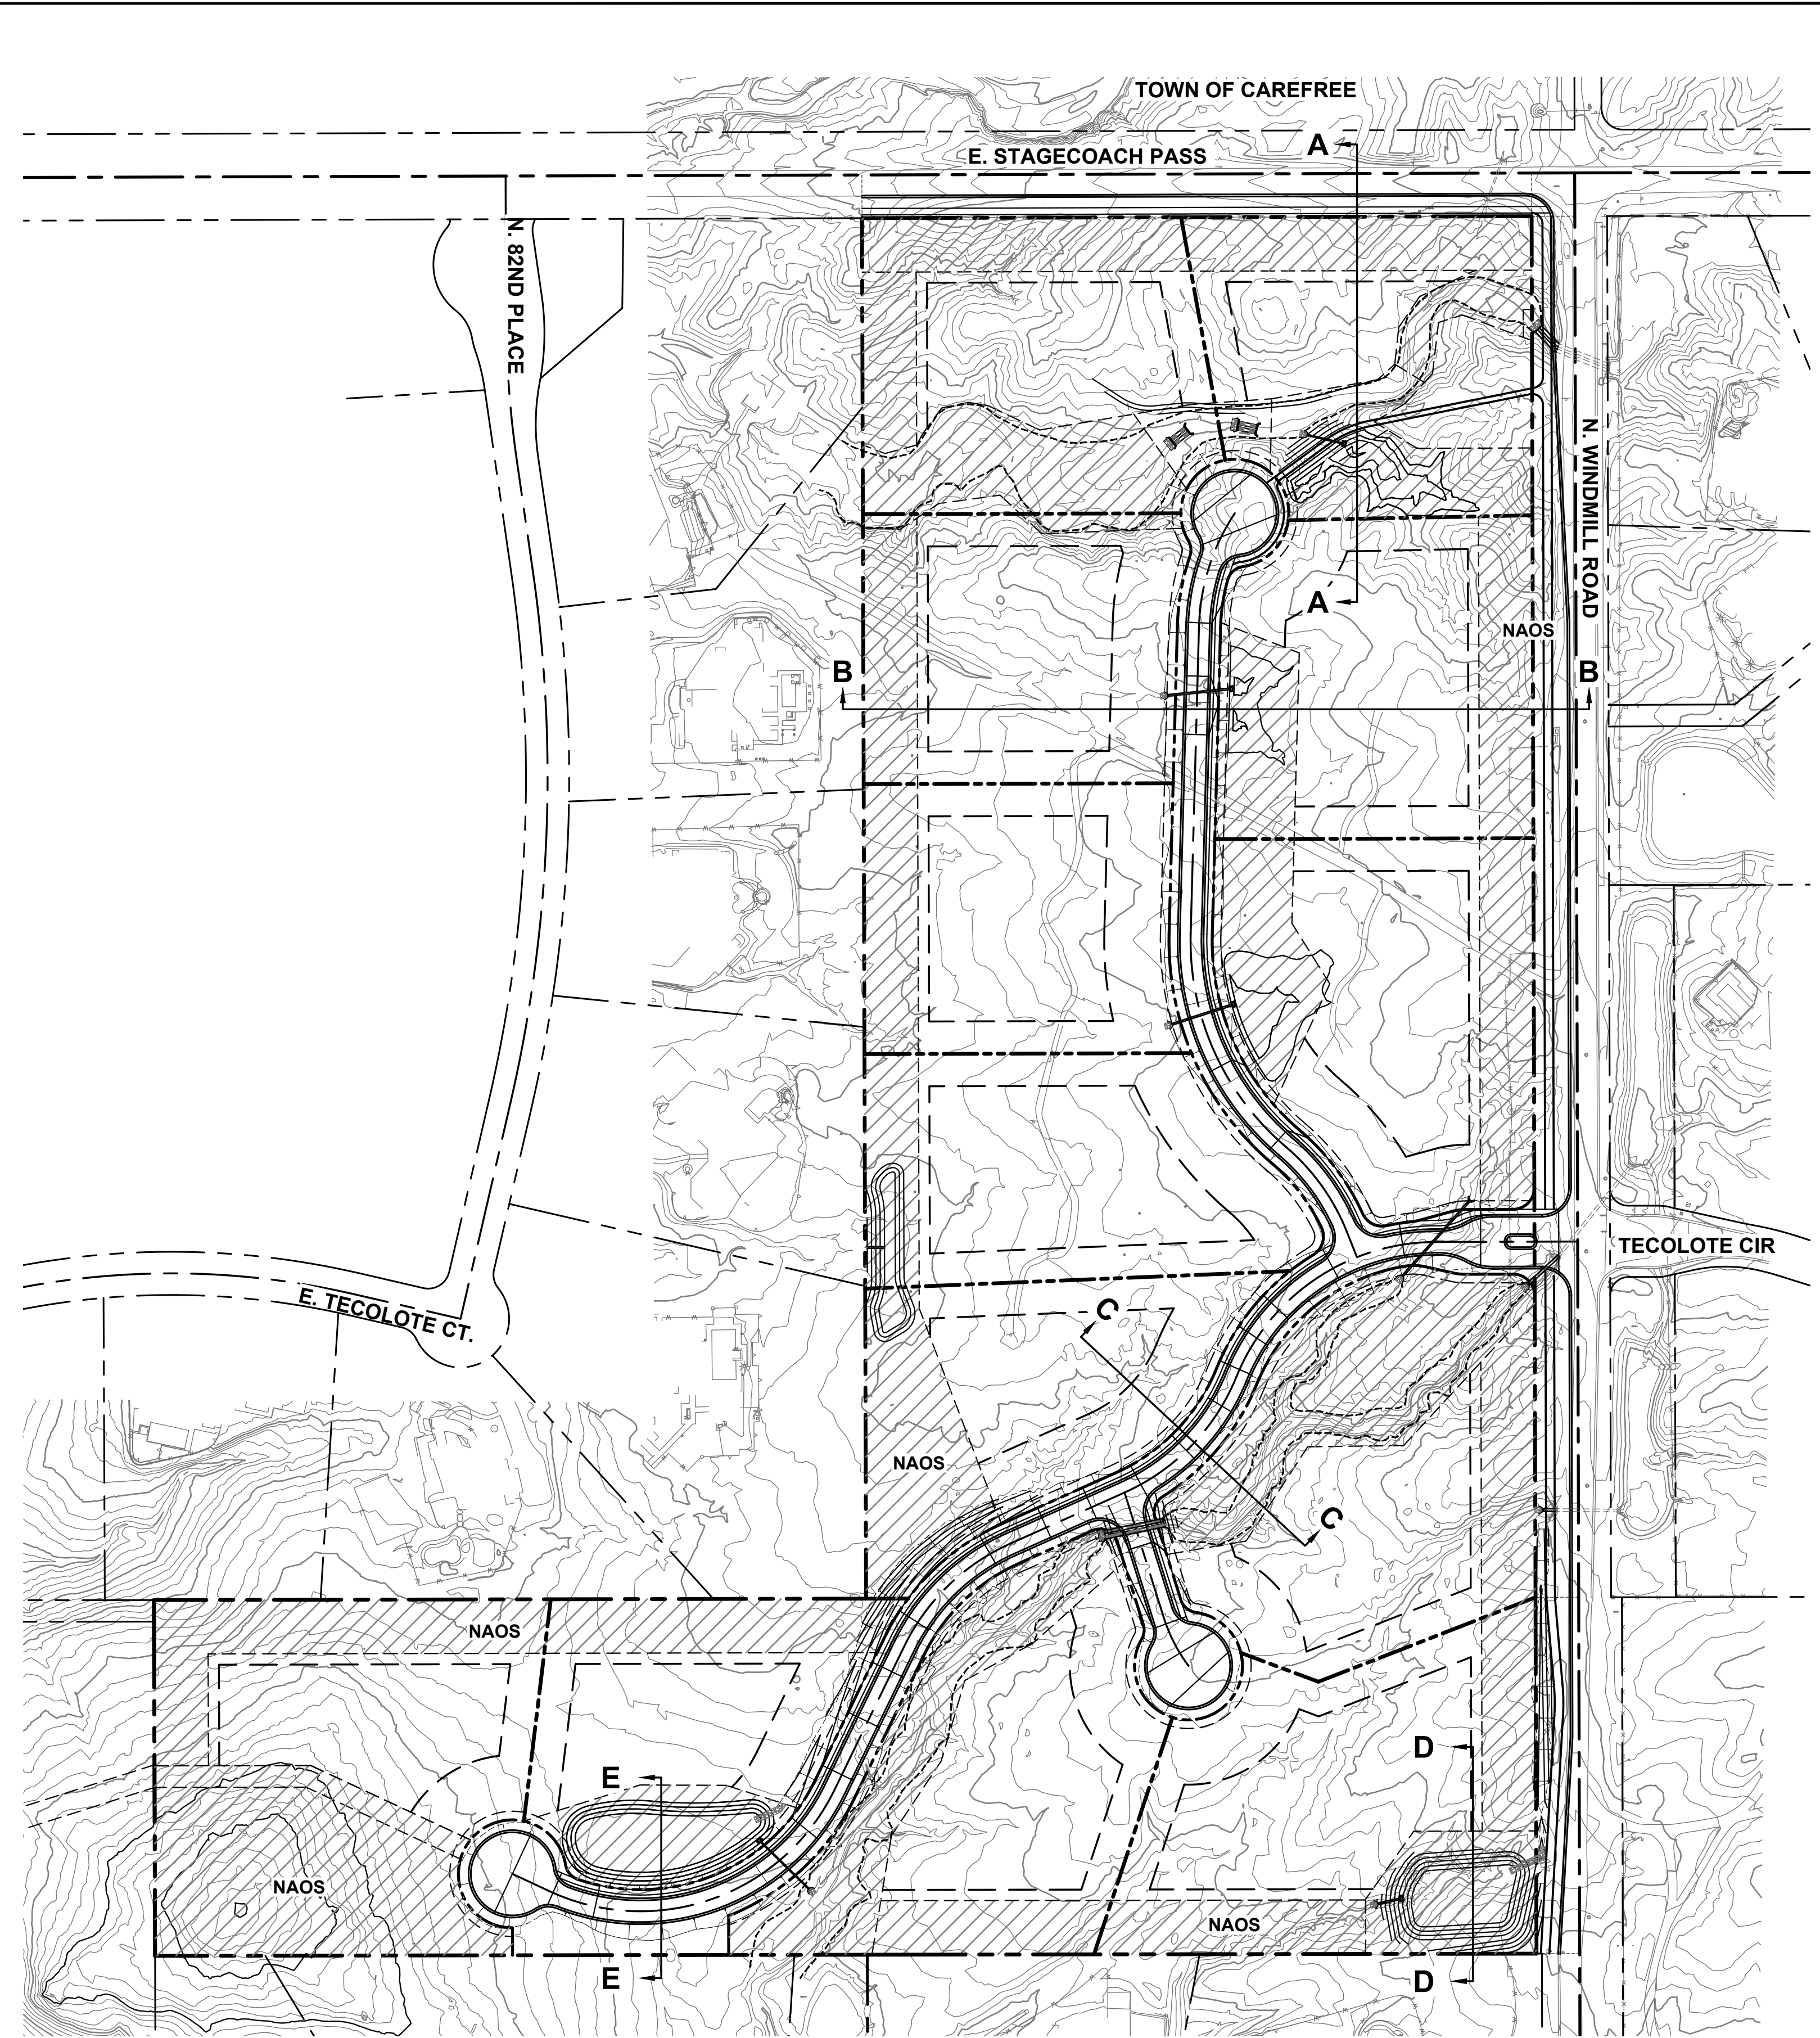 TOWN OF CAREFREE
A
E. STAGECOACH PASS
N. 82ND PLACE
N. WINDMILL ROAD
A
NAOS
B
B
TECOLOTE CIR
E. TECOLOTE CT.
C
NAOS
C
NAOS
D
E
NAOS
NAOS
E
D